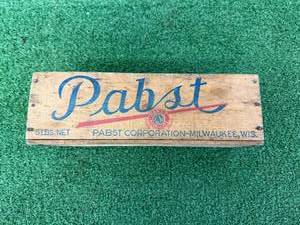 Pabst
5 LBS. NET PABST CORPORATION-MILWAUKEE, WIS.